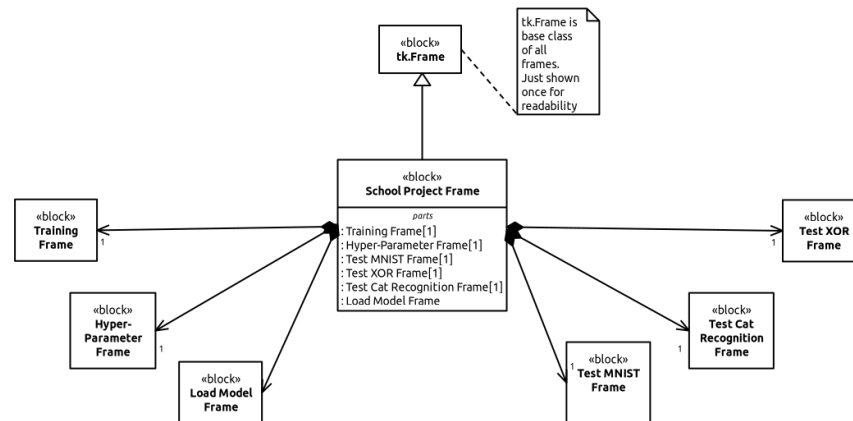 «block»
tk.Frame
tk.Frame is
base class
of all
frames.
Just shown
once for
readability
«block»
School Project Frame
parts
: Training Frame[1]
: Hyper-Parameter Frame[1]
: Test MNIST Frame[1]
: Test XOR Frame[1]
: Test Cat Recognition Frame[1]
: Load Model Frame
«block»
Training
Frame
1
«block»
Hyper-
Parameter
Frame
1
«block»
Load Model
Frame
«block»
Test MNIST
Frame
1
«block»
Test Cat
Recognition
Frame
1
«block»
Test XOR
Frame
1